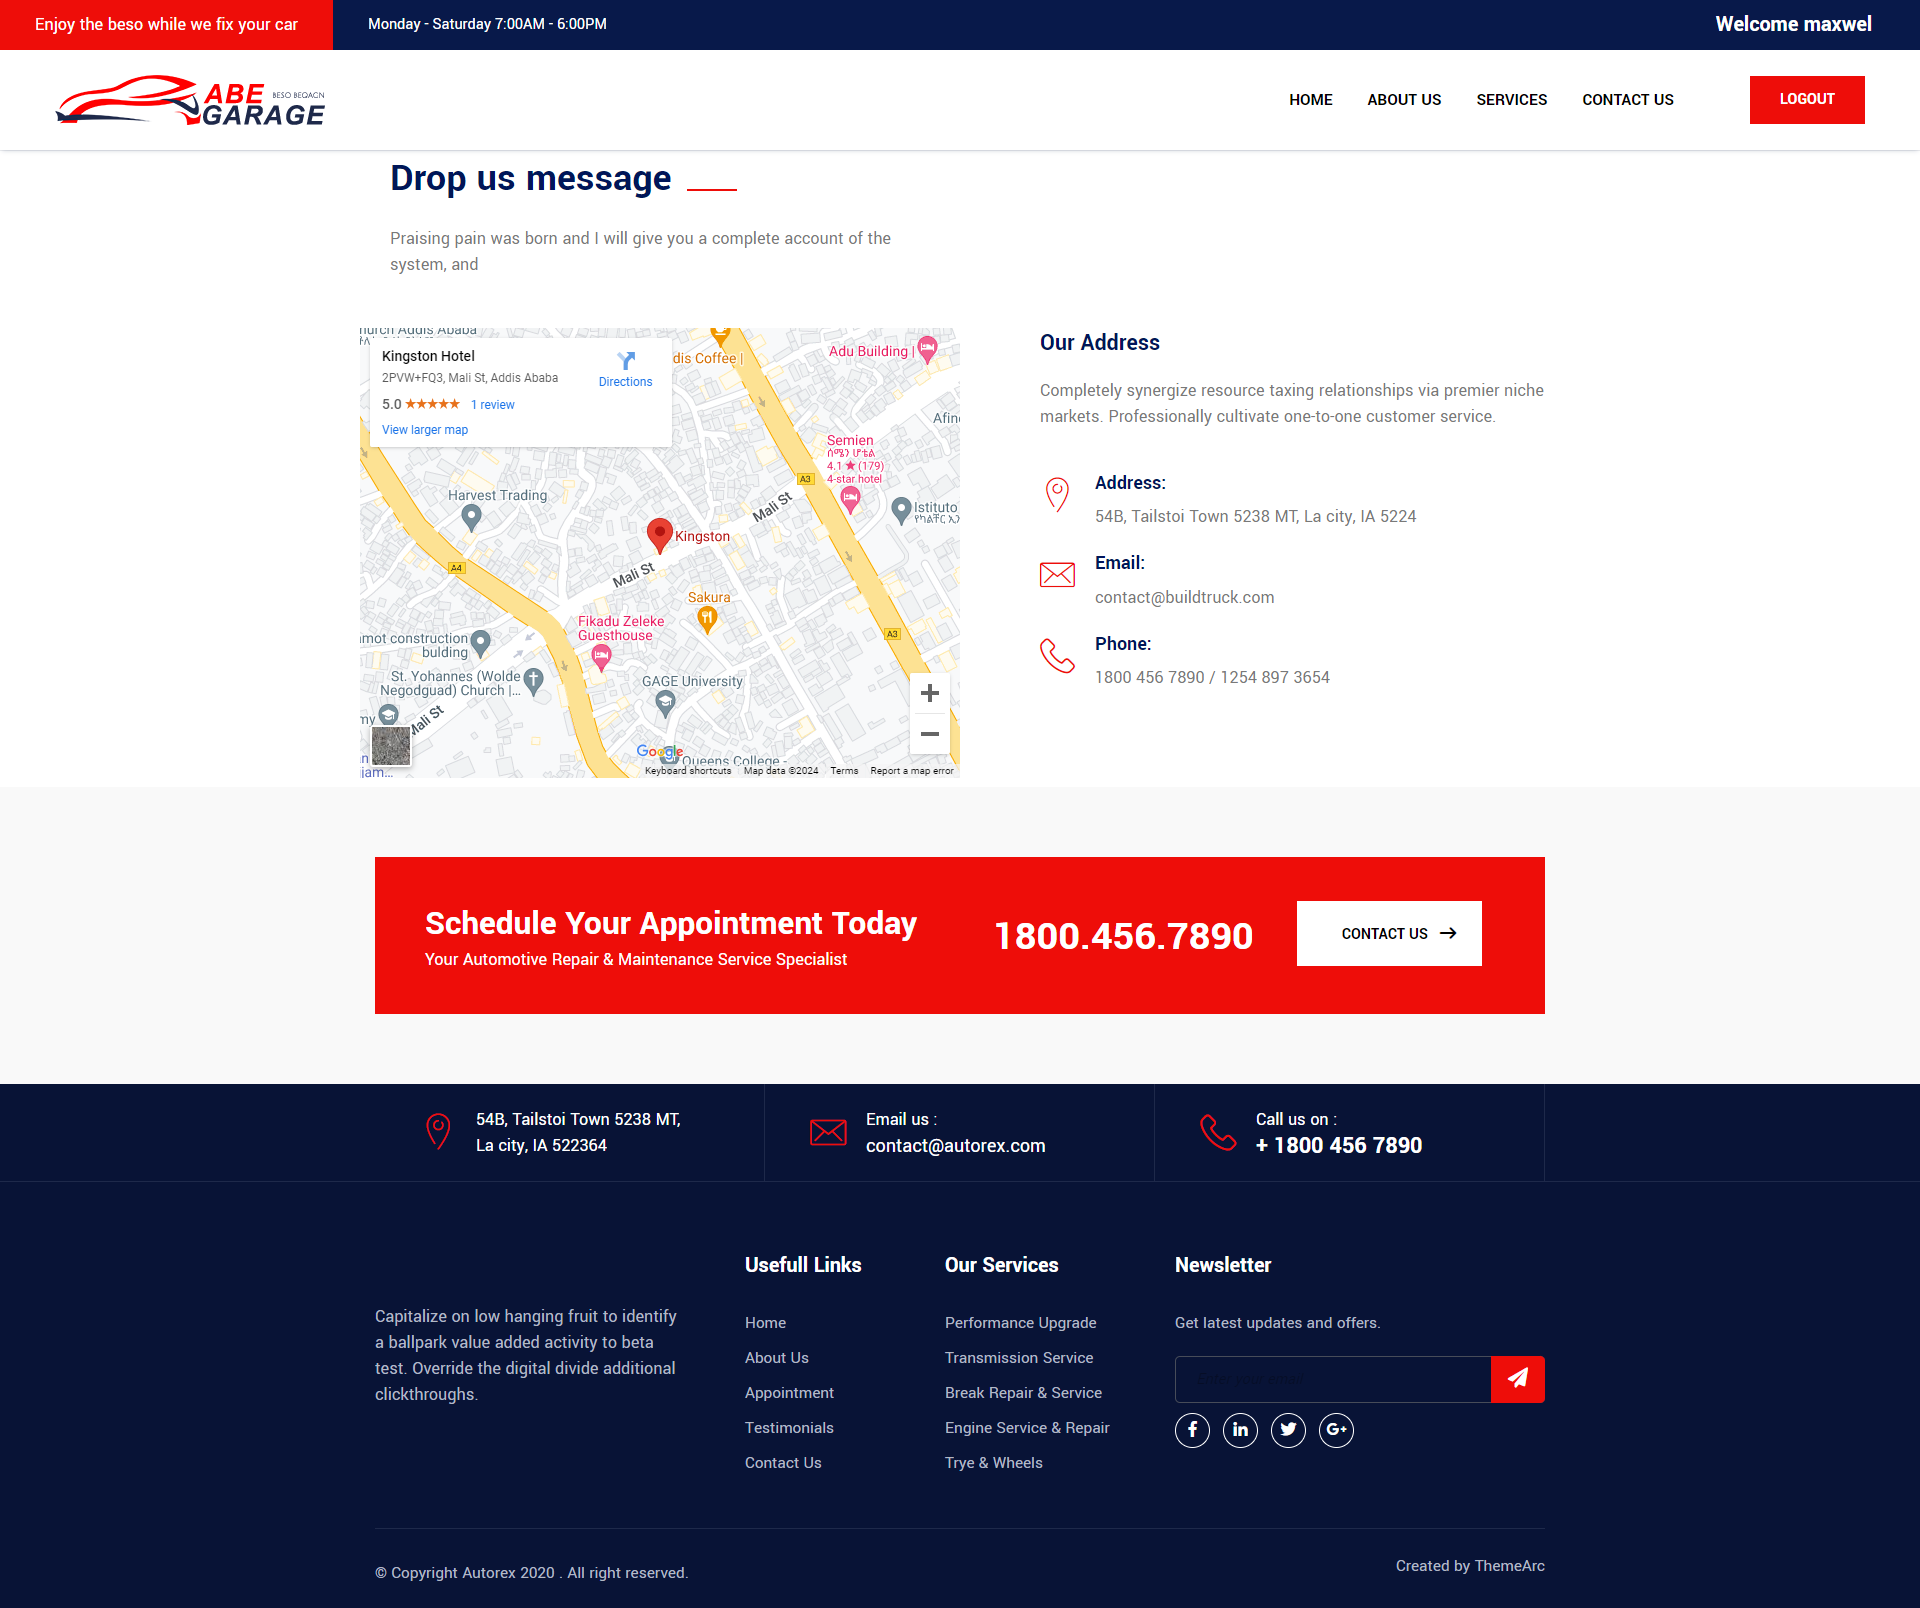 Enjoy the beso while we fix your car
Monday - Saturday 7:00AM - 6:00PM
Welcome maxwel
ABE
BESO BEQACN
GARAGE
HOME
ABOUT US
SERVICES
CONTACT US
LOGOUT
Drop us message
Praising pain was born and I will give you a complete account of the
system, and
hurch Addis Ababa
Kingston Hotel
2PVW+FQ3, Mali St, Addis Ababa
5.0
1 review
View larger map
Directions
dis Coffee |
Adu Building |
Afin
Semien
ሰሜን ሆቴል
4.1 ★ (179)
4-star hotel
A3
Harvest Trading
Mali St
Istituto
Kingston
A4
Mali St
Sakura
Fikadu Zeleke
Guesthouse
A3
mot construction
bulding
St. Yohannes (Wolde
Negodguad) Church |...
GAGE University
my
Mali St
jam...
Google
Queens College -
Keyboard shortcuts
Map data ©2024
Terms
Report a map error
Our Address
Completely synergize resource taxing relationships via premier niche
markets. Professionally cultivate one-to-one customer service.
Address:
54B, Tailstoi Town 5238 MT, La city, IA 5224
Email:
contact@buildtruck.com
Phone:
1800 456 7890 / 1254 897 3654
Schedule Your Appointment Today
Your Automotive Repair & Maintenance Service Specialist
1800.456.7890
CONTACT US
54B, Tailstoi Town 5238 MT,
La city, IA 522364
Email us :
contact@autorex.com
Call us on :
+ 1800 456 7890
Capitalize on low hanging fruit to identify
a ballpark value added activity to beta
test. Override the digital divide additional
clickthroughs.
Usefull Links
Home
About Us
Appointment
Testimonials
Contact Us
Our Services
Performance Upgrade
Transmission Service
Break Repair & Service
Engine Service & Repair
Trye & Wheels
Newsletter
Get latest updates and offers.
Enter your email
© Copyright Autorex 2020 . All right reserved.
Created by ThemeArc